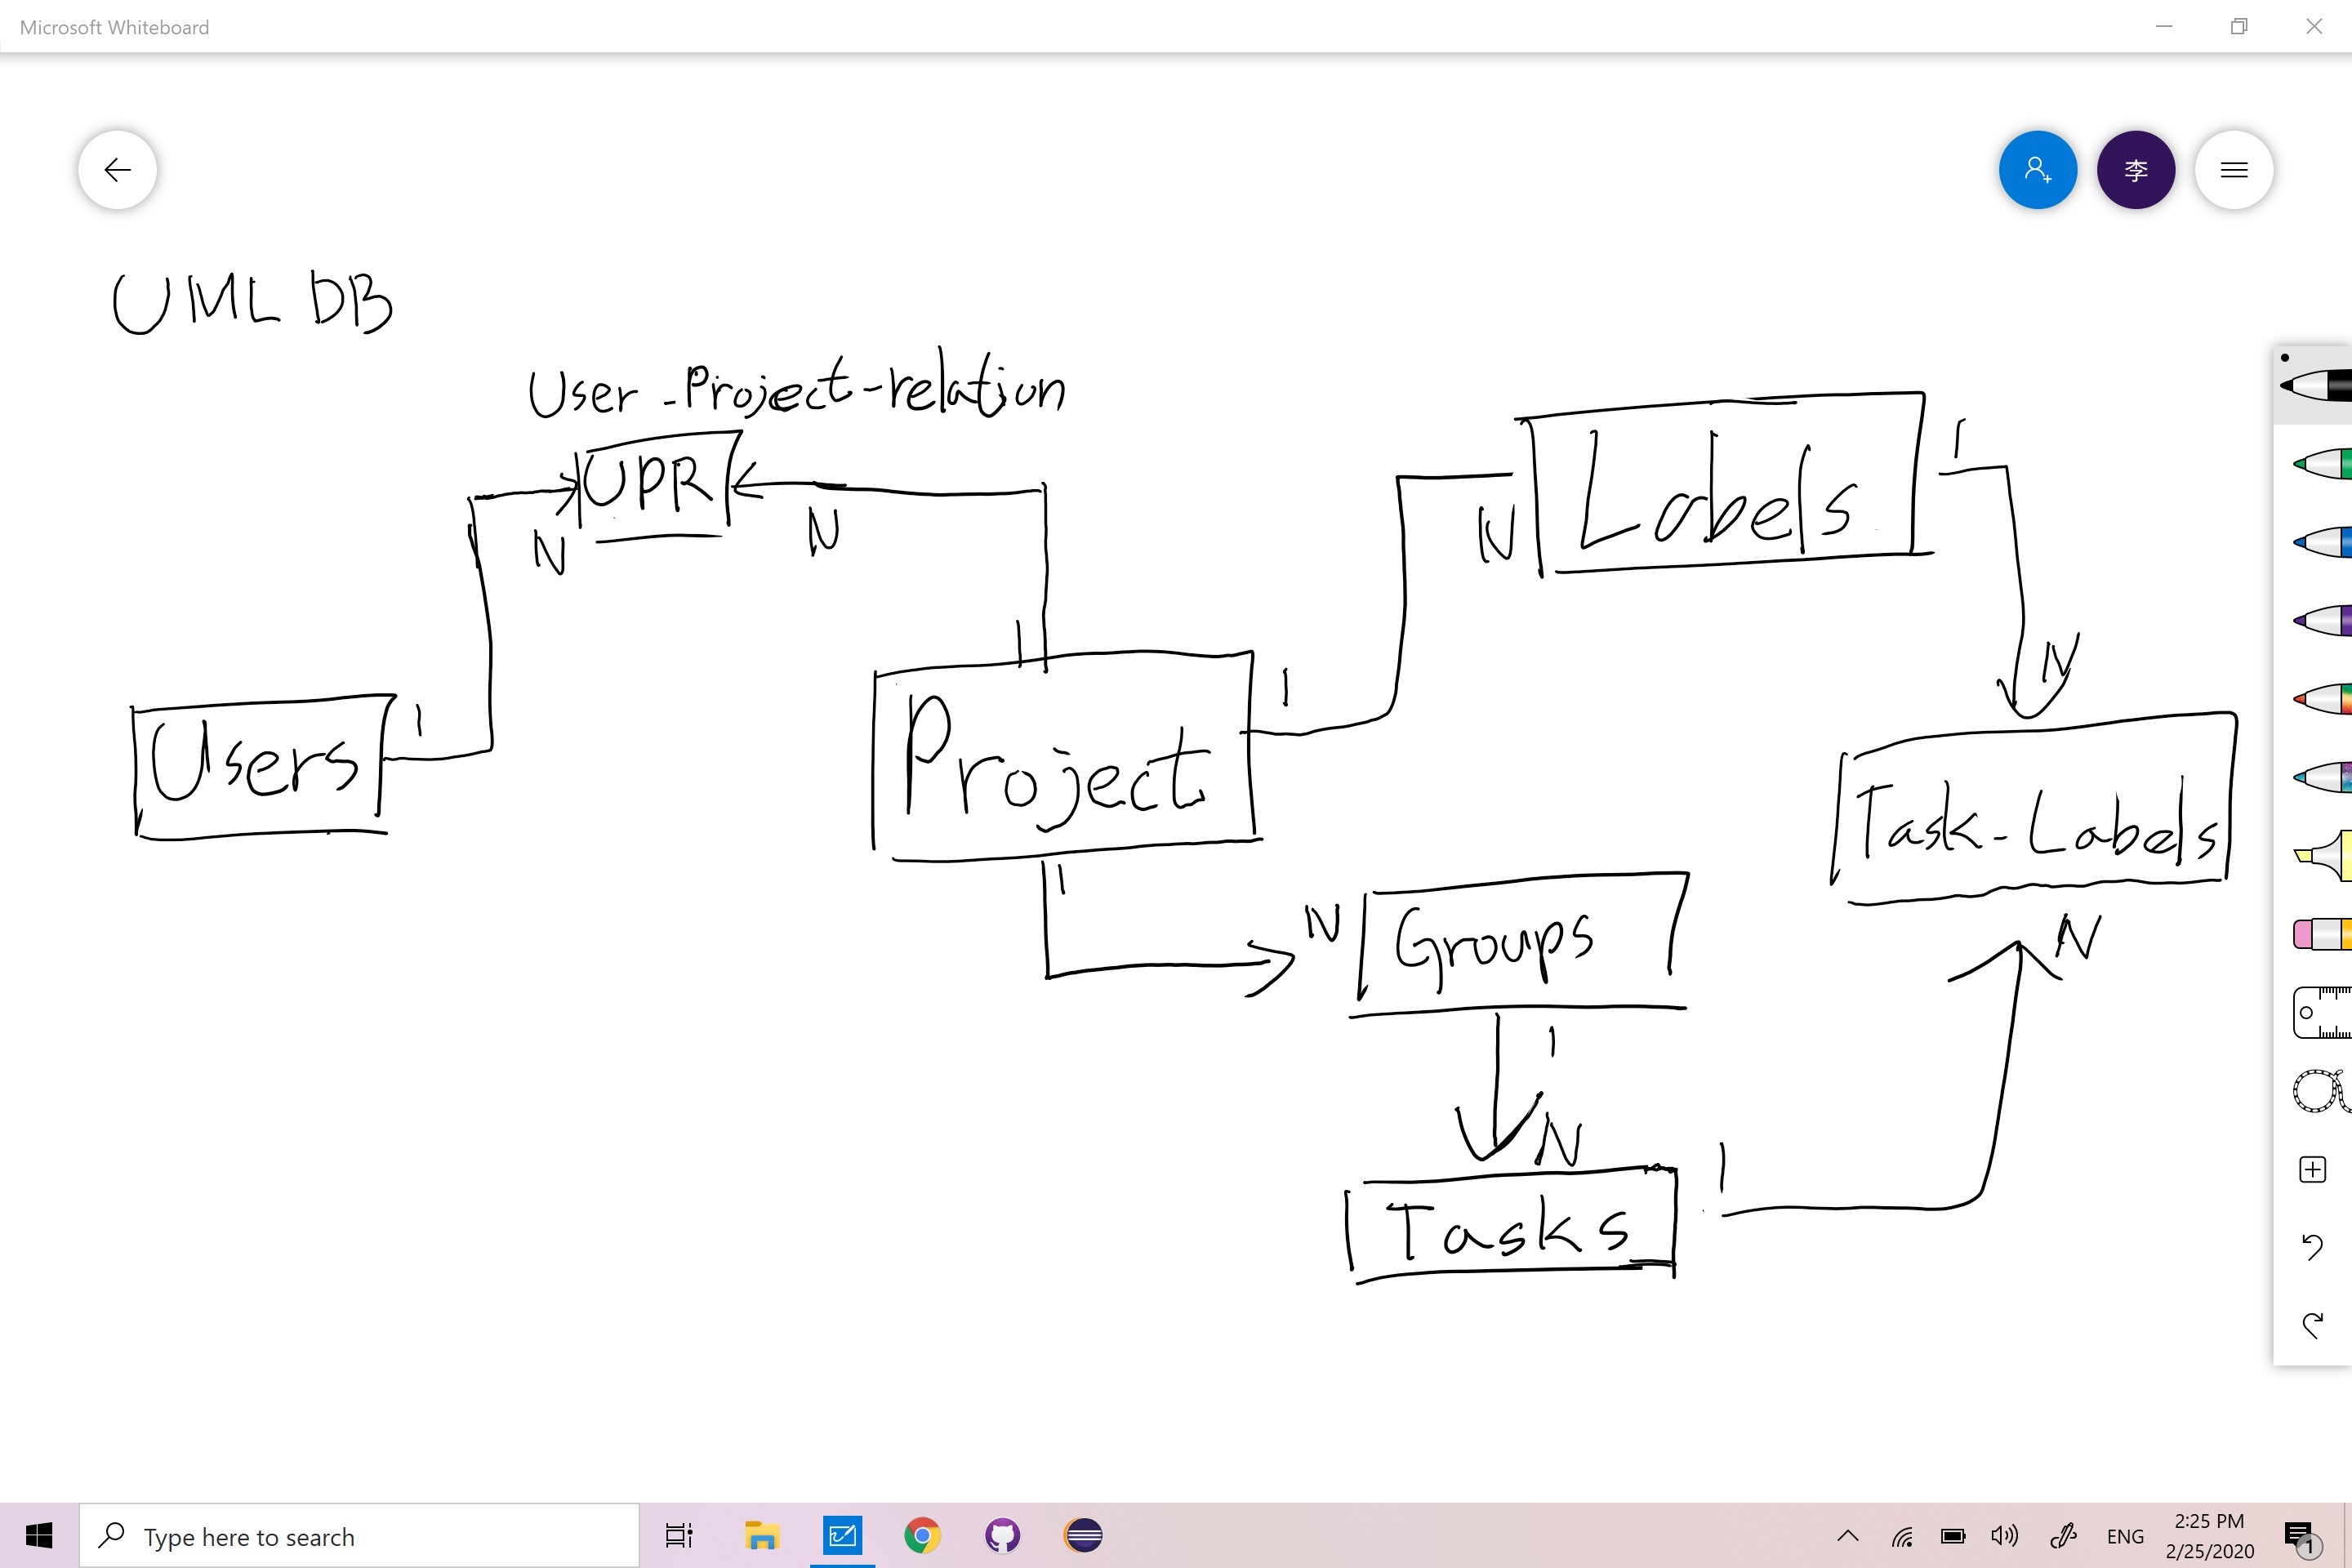 Microsoft Whiteboard
李
UML DB
User-Project-relation
UPR
N
N
1
Users
1
Project
1
1
Labels
N
1
N
Task-Labels
N
N
Groups
1
N
Tasks
1
Type here to search
ENG
2:25 PM
2/25/2020
1